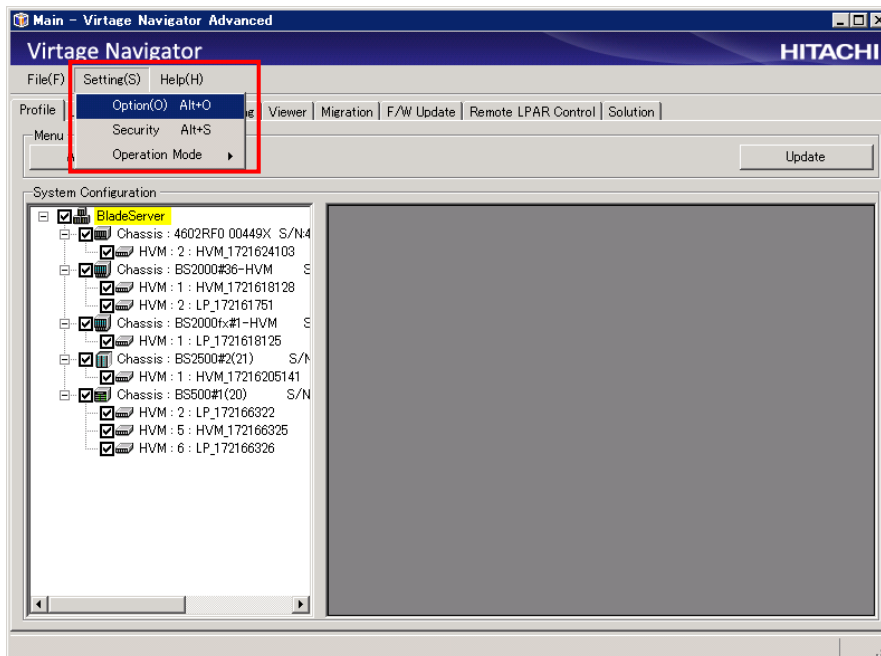 Main - Virtage Navigator Advanced
Virtage Navigator
HITACHI
File(F) Setting(S) Help(H)
Option(O) Alt+O
Security Alt+S
Operation Mode
Profile Viewer Migration F/W Update Remote LPAR Control Solution
Menu
Update
System Configuration
BladeServer
Chassis : 4602RF0 00449X S/N:4
HVM : 2 : HVM_1721624103
Chassis : BS2000#36-HVM S
HVM : 1 : HVM_1721618128
HVM : 2 : LP_172161751
Chassis : BS2000fx#1-HVM S
HVM : 1 : LP_1721618125
Chassis : BS2500#2(21) S/N
HVM : 1 : HVM_17216205141
Chassis : BS500#1(20) S/N
HVM : 2 : LP_172166322
HVM : 5 : HVM_172166325
HVM : 6 : LP_172166326